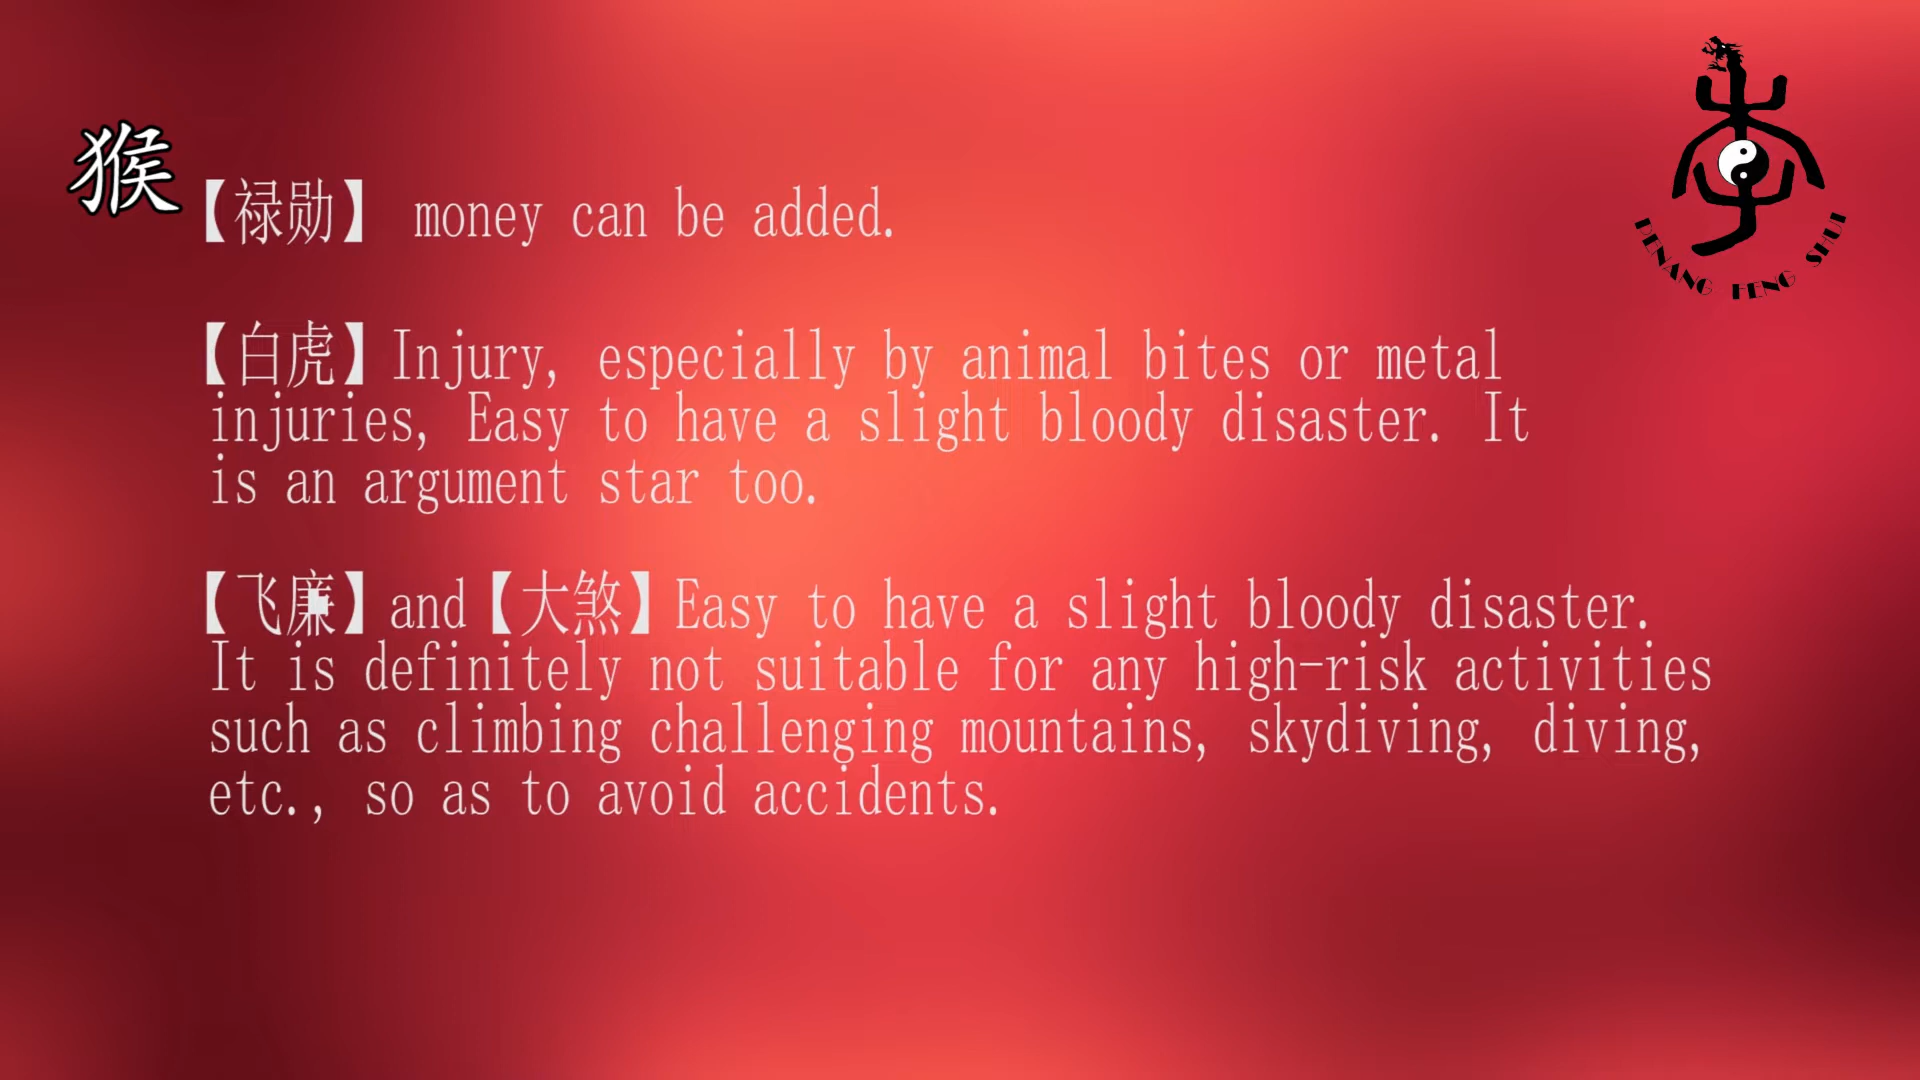 猴
【禄勋】 money can be added.
【白虎】Injury, especially by animal bites or metal
injuries, Easy to have a slight bloody disaster. It
is an argument star too.
【飞廉】and【大煞】Easy to have a slight bloody disaster.
It is definitely not suitable for any high-risk activities
such as climbing challenging mountains, skydiving, diving,
etc., so as to avoid accidents.
PENANG FENG SHUI